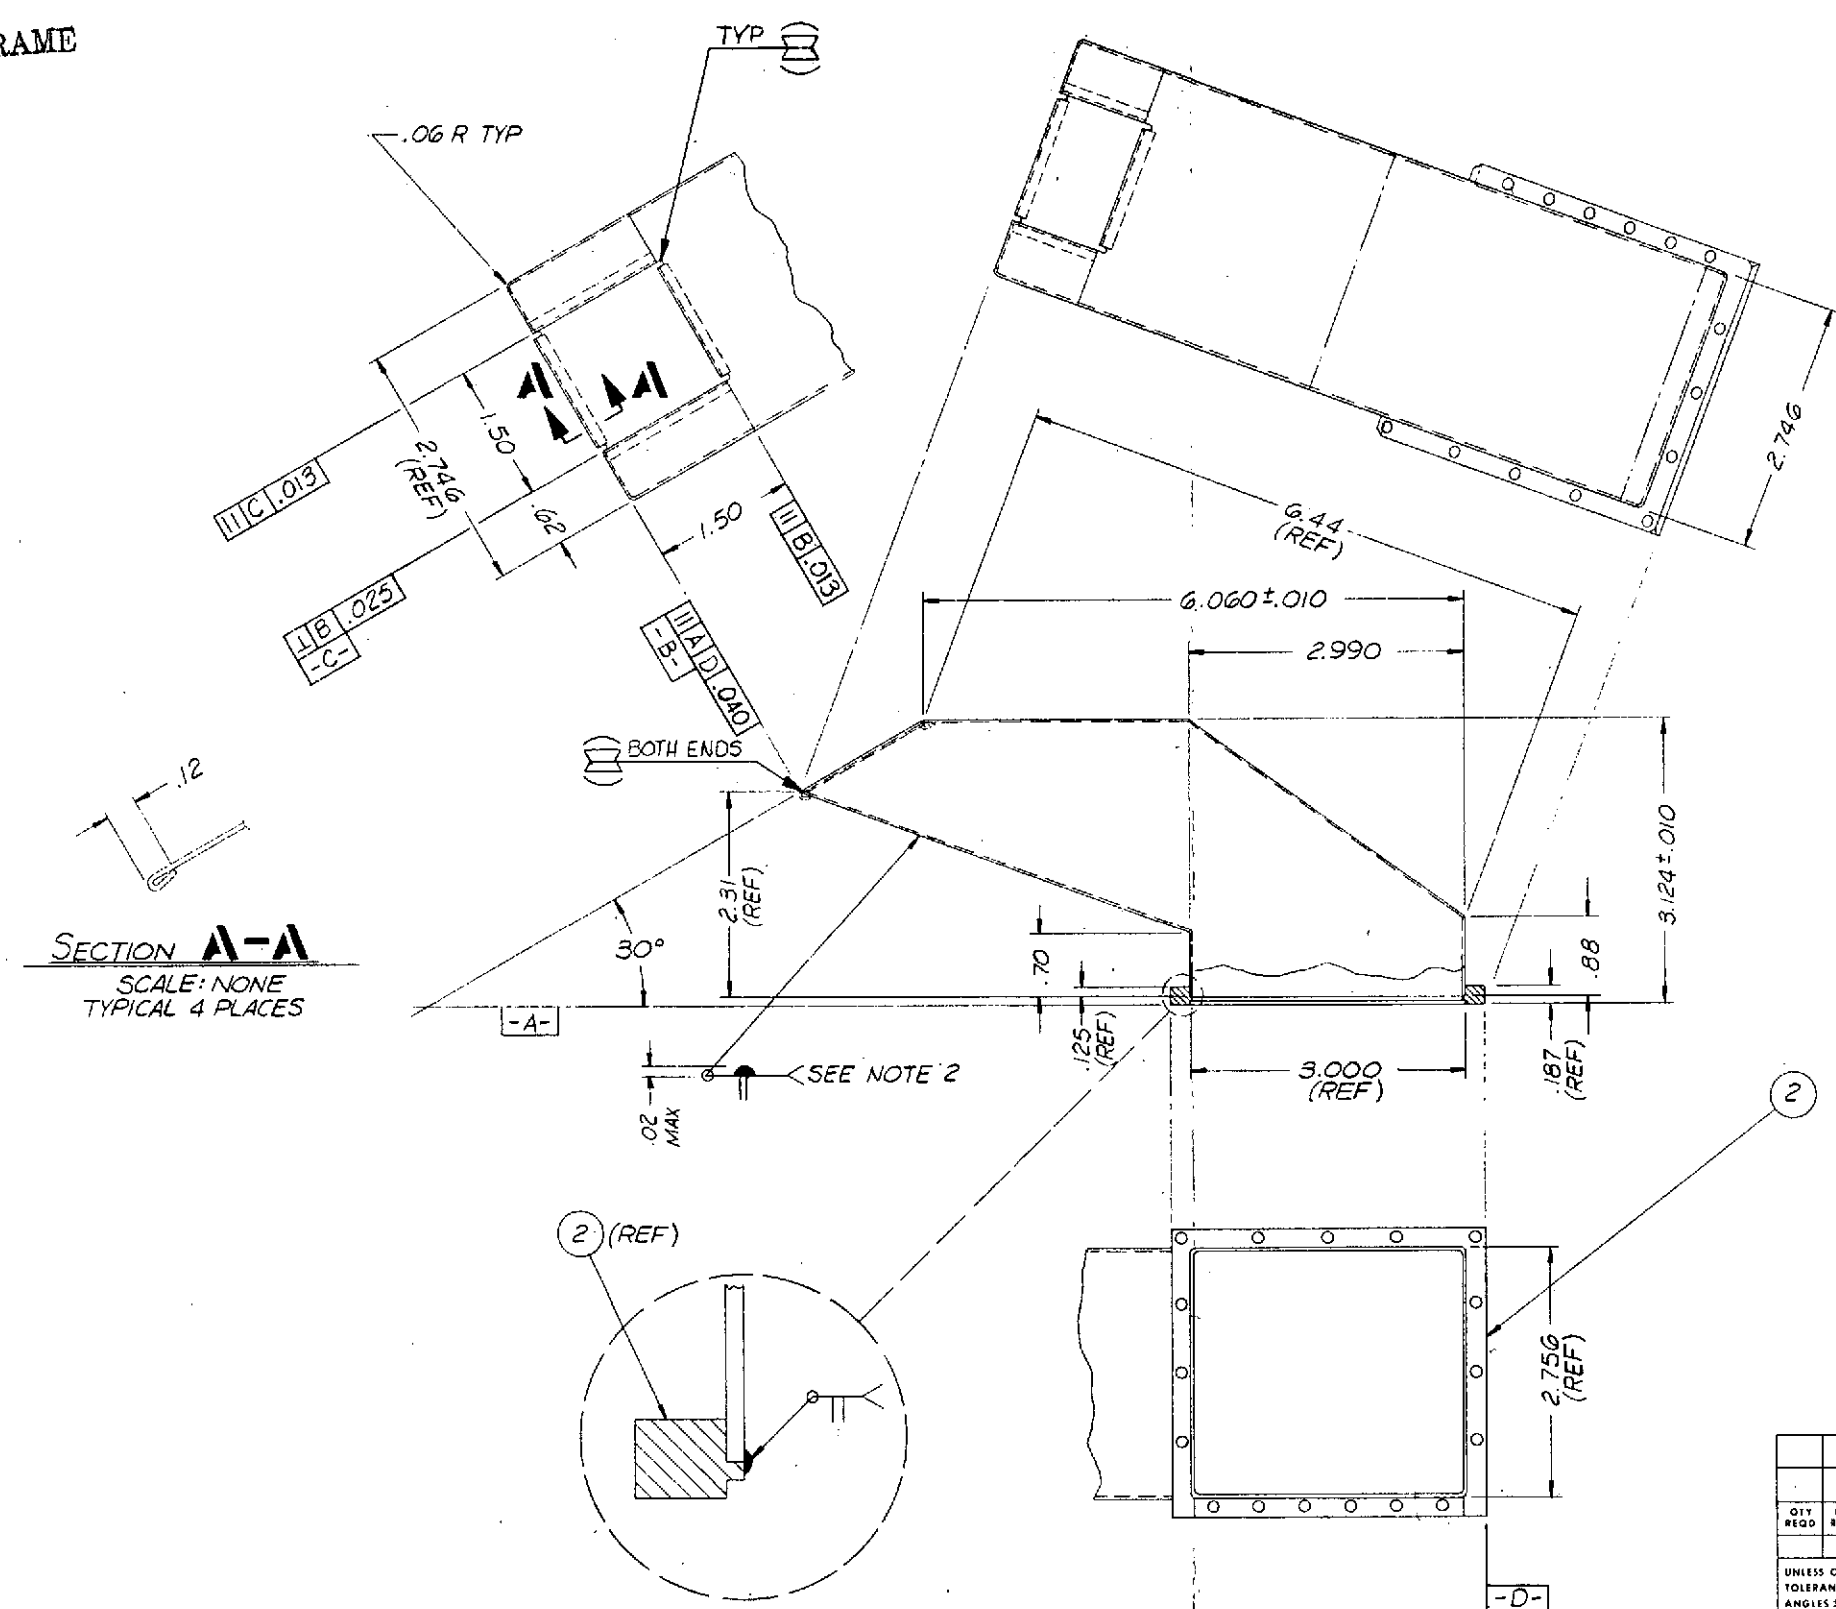 RAME
TYP
.06 R TYP
1.50
2.746
(REF)
.62
1.50
|| C .013
⊥ B .025
-C-
|| B .013
|| A D .040
-B-
2.746
6.44
(REF)
6.060±.010
2.990
BOTH ENDS
.12
2.31
(REF)
30°
3.124±.010
.70
.88
SECTION A-A
SCALE: NONE
TYPICAL 4 PLACES
-A-
.125
(REF)
3.000
(REF)
.187
(REF)
SEE NOTE 2
.02
MAX
2
2 (REF)
A A
2.756
(REF)
-D-
QTY
REQD
UNLESS
TOLERAN
ANGLES